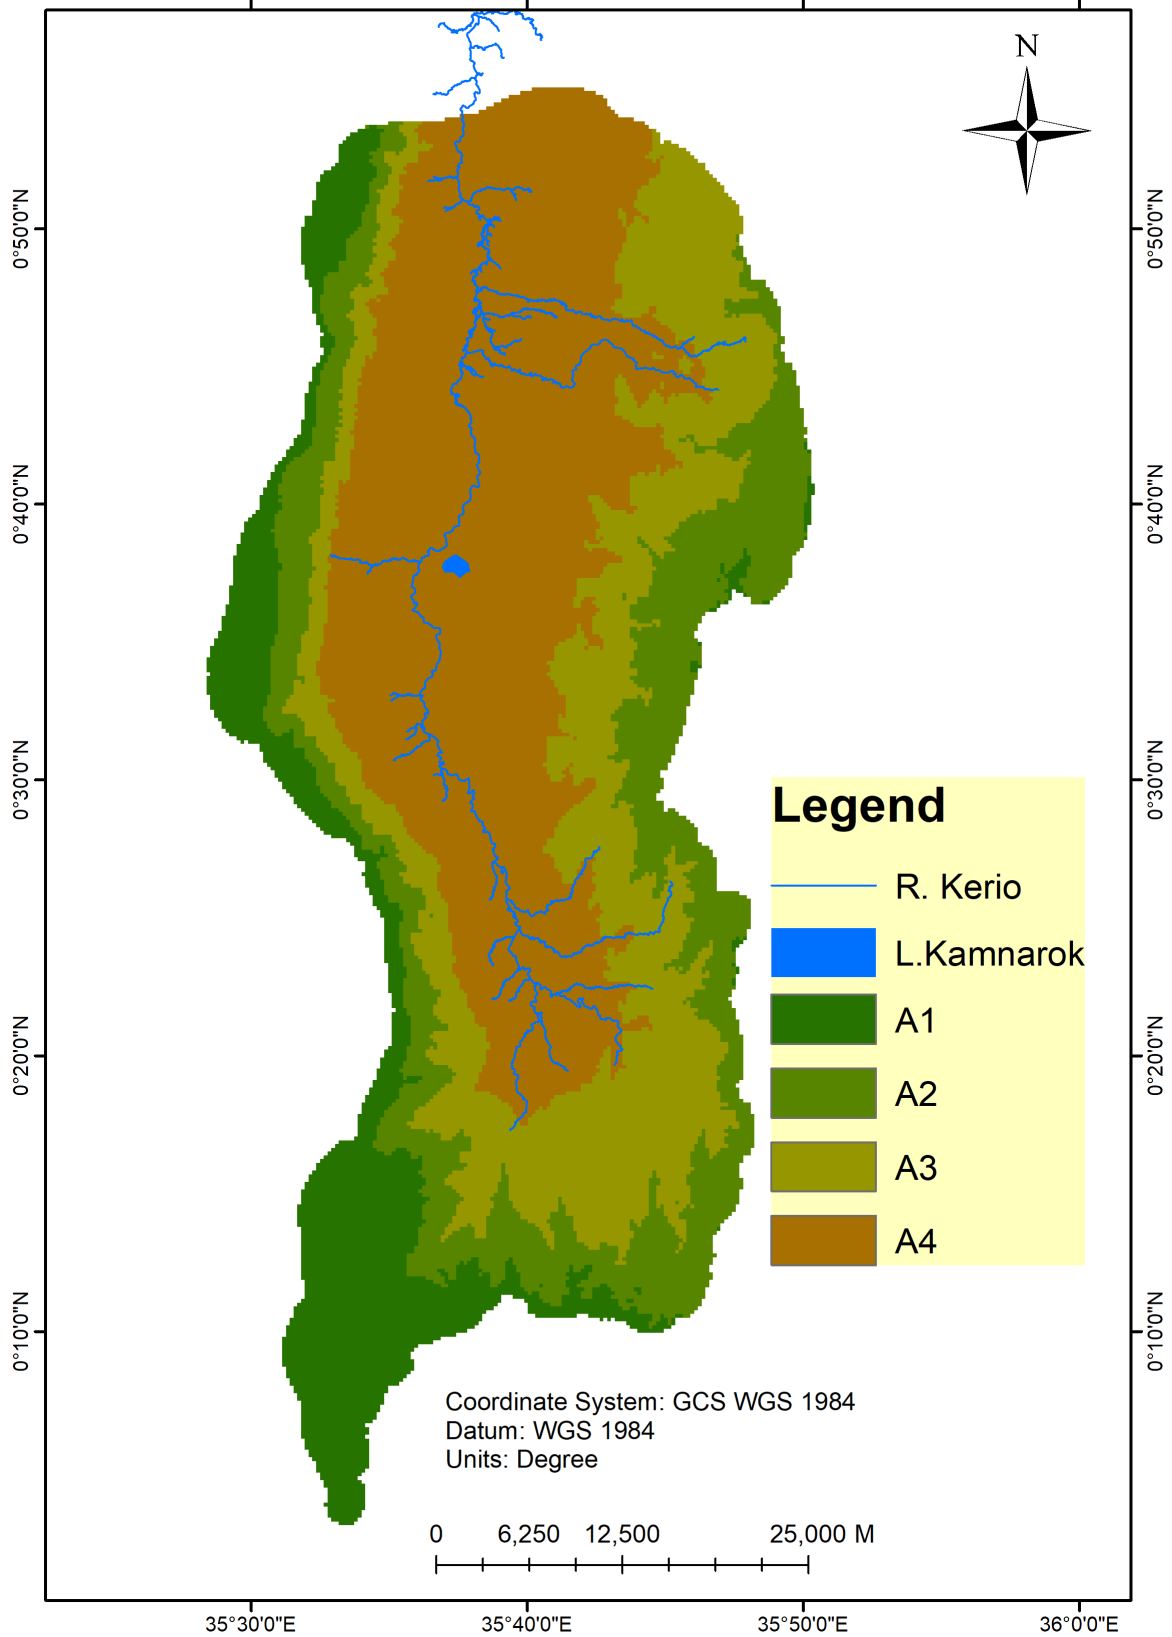 N
0°50'0"N
0°50'0"N
0°40'0"N
0°40'0"N
0°30'0"N
0°30'0"N
Legend
R. Kerio
L.Kamnarok
A1
A2
A3
A4
0°20'0"N
0°20'0"N
0°10'0"N
0°10'0"N
Coordinate System: GCS WGS 1984
Datum: WGS 1984
Units: Degree
0 6,250 12,500 25,000 M
35°30'0"E 35°40'0"E 35°50'0"E 36°0'0"E